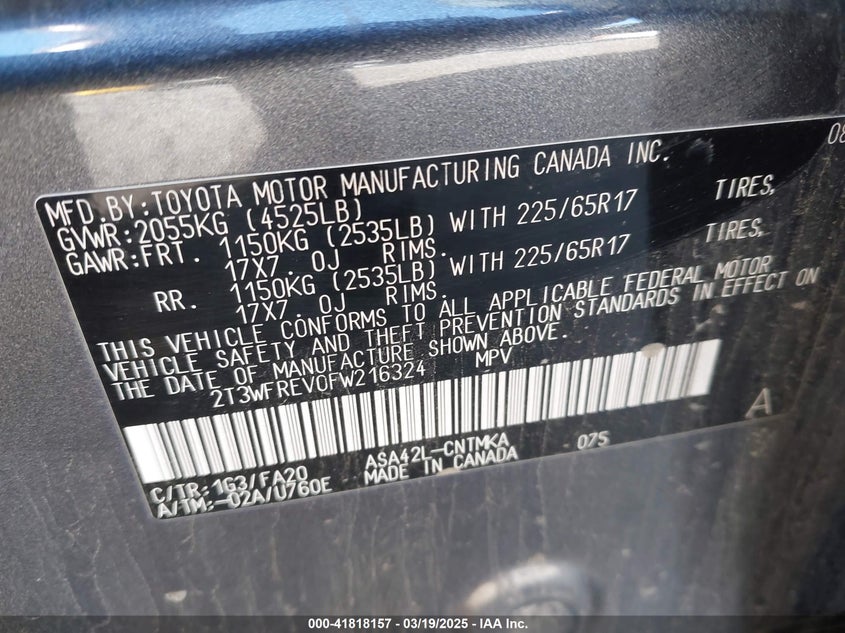 08
MFD.BY:TOYOTA MOTOR MANUFACTURING CANADA INC.
GVWR:2055KG (4525LB)
GAWR:FRT. 1150KG (2535LB) WITH 225/65R17 TIRES,
17X7. 0J RIMS.
RR. 1150KG (2535LB) WITH 225/65R17 TIRES,
17X7. 0J RIMS.
THIS VEHICLE CONFORMS TO ALL APPLICABLE FEDERAL MOTOR
VEHICLE SAFETY AND THEFT PREVENTION STANDARDS IN EFFECT ON
THE DATE OF MANUFACTURE SHOWN ABOVE.
2T3WFREV0FW216324 MPV
A
C/TR:1G3/FA20 ASA42L-CNTMKA 075
A/TM:-02A/U760E MADE IN CANADA
000-41818157 - 03/19/2025 - © IAA Inc.